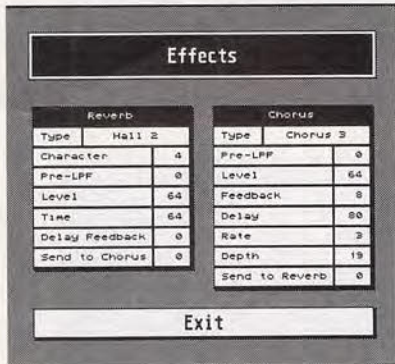 Effects
Reverb
Type Hall 2
Character 4
Pre-LPF 0
Level 64
Time 64
Delay Feedback 0
Send to Chorus 0
Chorus
Type Chorus 3
Pre-LPF 0
Level 64
Feedback 8
Delay 80
Rate 3
Depth 19
Send to Reverb 0
Exit